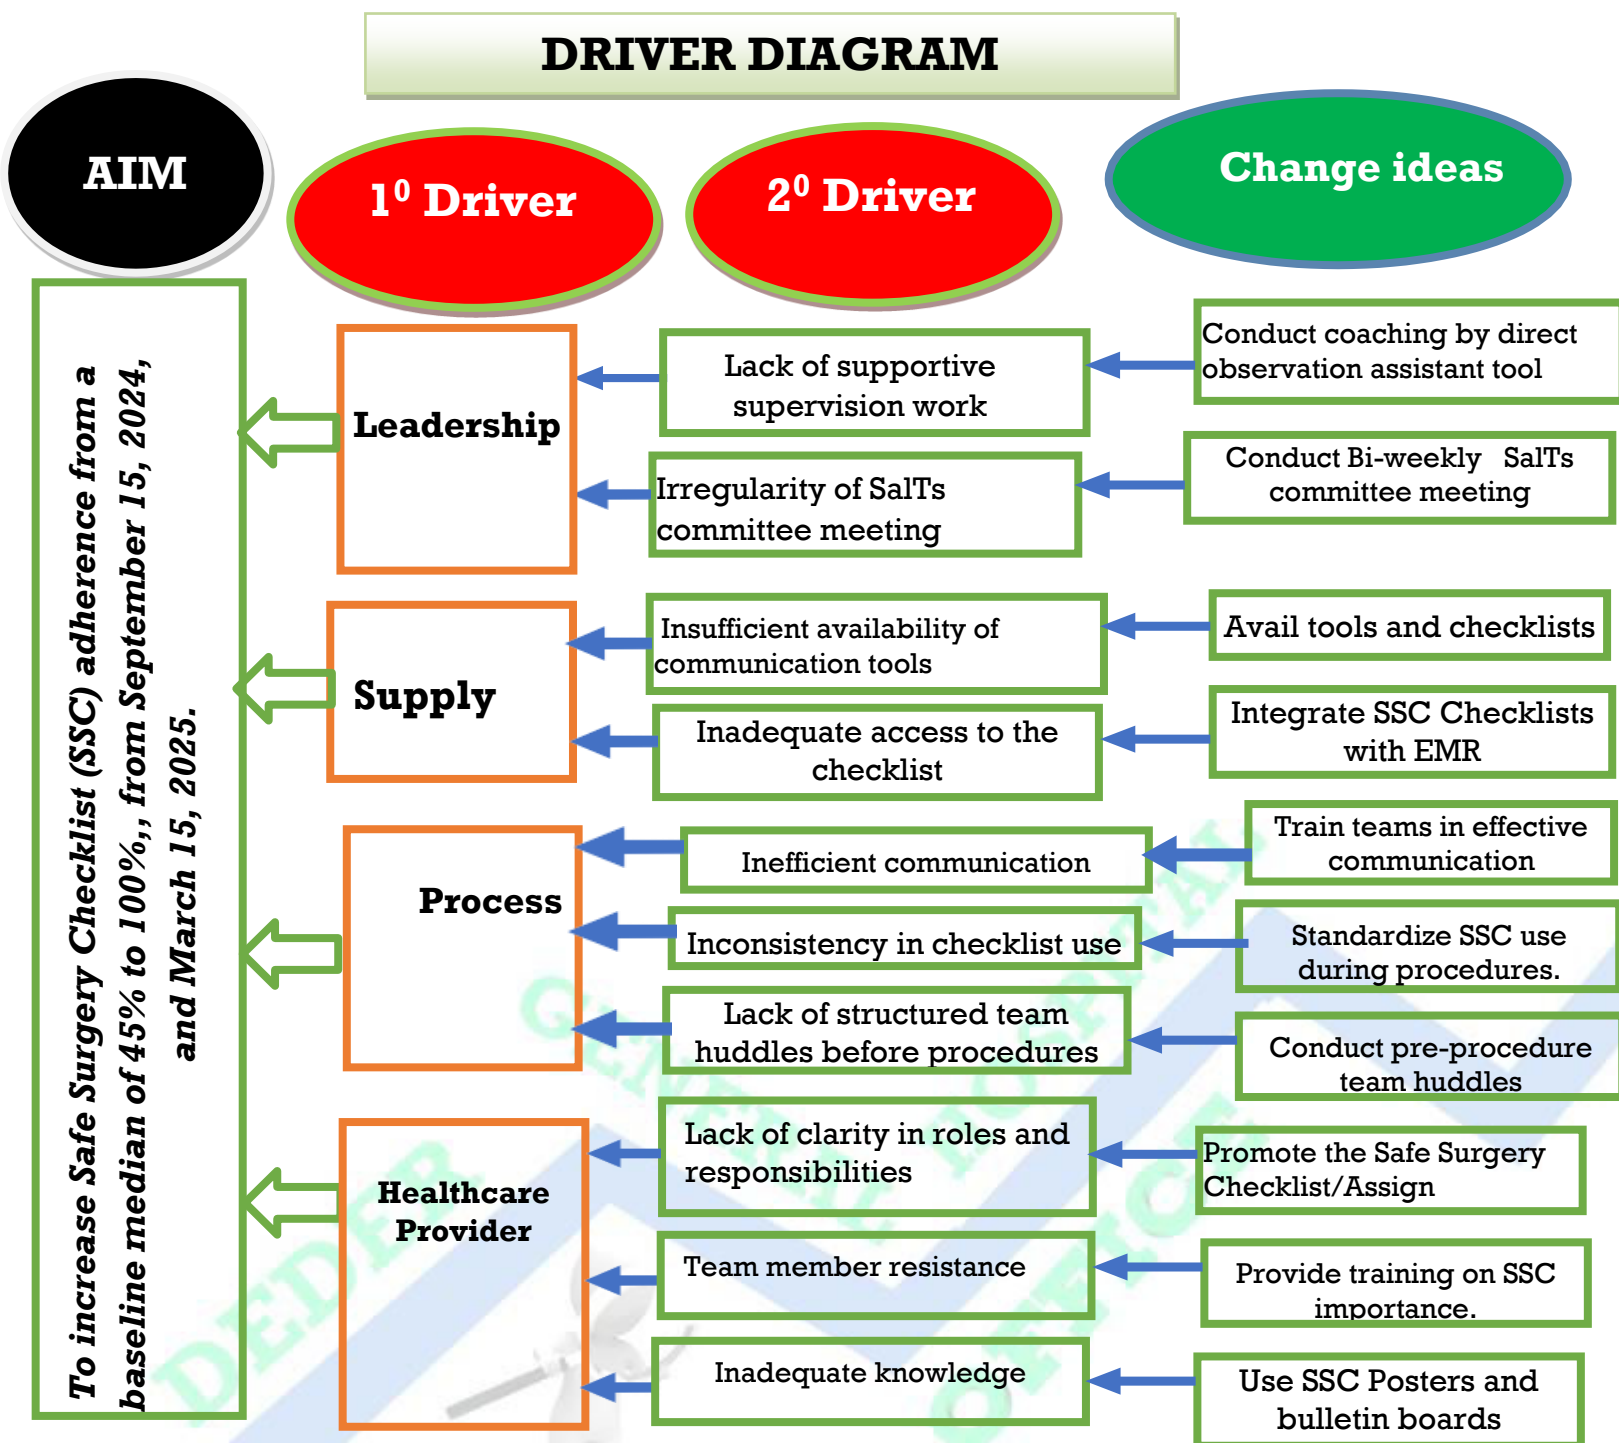 DRIVER DIAGRAM
AIM
1⁰ Driver
2⁰ Driver
Change ideas
To increase Safe Surgery Checklist (SSC) adherence from a
baseline median of 45% to 100%,, from September 15, 2024,
and March 15, 2025.
Leadership
Lack of supportive
supervision work
Conduct coaching by direct
observation assistant tool
Irregularity of SalTs
committee meeting
Conduct Bi-weekly SalTs
committee meeting
Supply
Insufficient availability of
communication tools
Avail tools and checklists
Inadequate access to the
checklist
Integrate SSC Checklists
with EMR
Process
Inefficient communication
Train teams in effective
communication
Inconsistency in checklist use
Standardize SSC use
during procedures.
Lack of structured team
huddles before procedures
Conduct pre-procedure
team huddles
Healthcare
Provider
Lack of clarity in roles and
responsibilities
Promote the Safe Surgery
Checklist/Assign
Team member resistance
Provide training on SSC
importance.
Inadequate knowledge
Use SSC Posters and
bulletin boards
DEDER GENERAL HOSPITAL
OFFICE